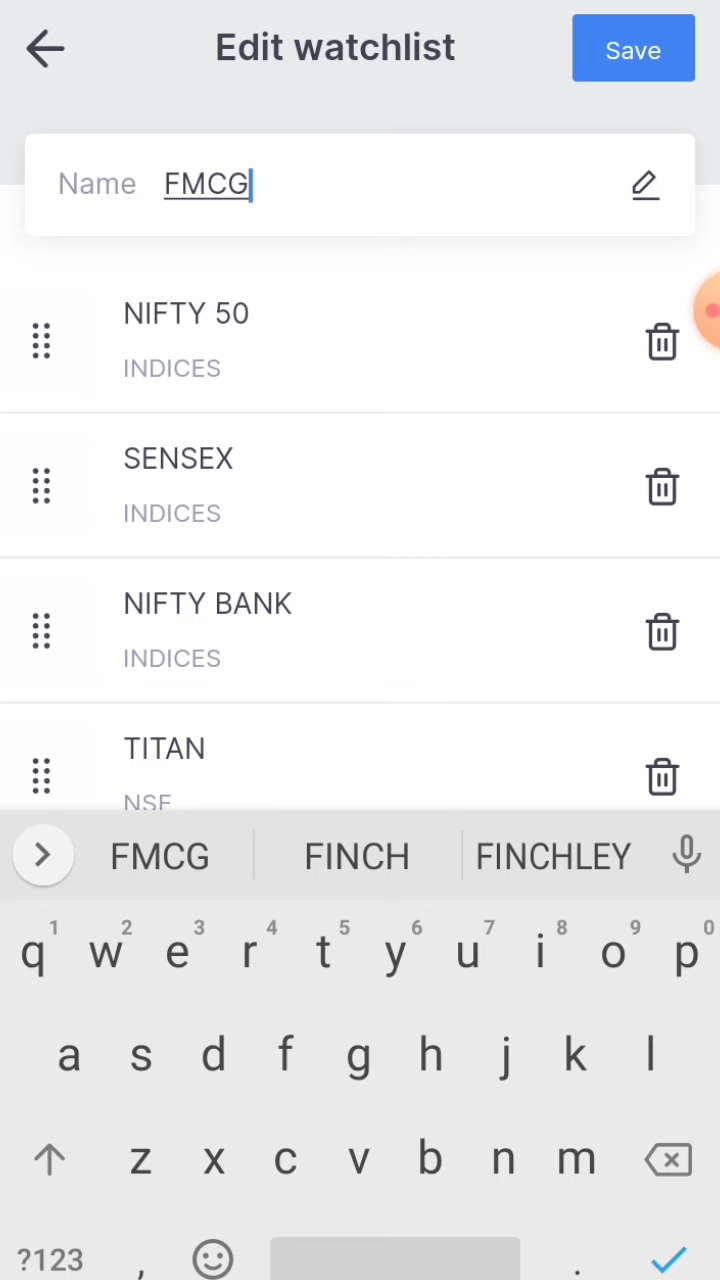 Edit watchlist
Save
Name FMCG
NIFTY 50
INDICES
SENSEX
INDICES
NIFTY BANK
INDICES
TITAN
NSE
FMCG FINCH FINCHLEY
1 2 3 4 5 6 7 8 9 0
q w e r t y u i o p
a s d f g h j k l
z x c v b n m
?123 , .